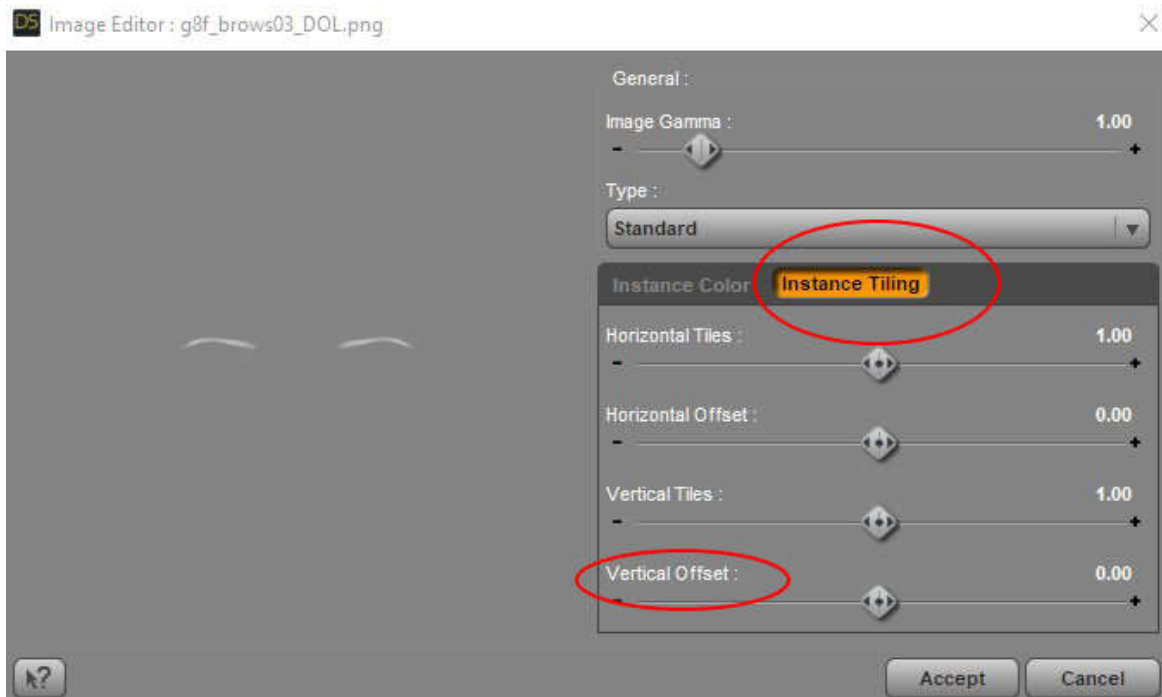 DS Image Editor : g8f_brows03_DOL.png
General :
Image Gamma :
1.00
- +
Type :
Standard
Instance Color Instance Tiling
Horizontal Tiles :
1.00
- +
Horizontal Offset :
0.00
- +
Vertical Tiles :
1.00
- +
Vertical Offset :
0.00
- +
?
Accept Cancel